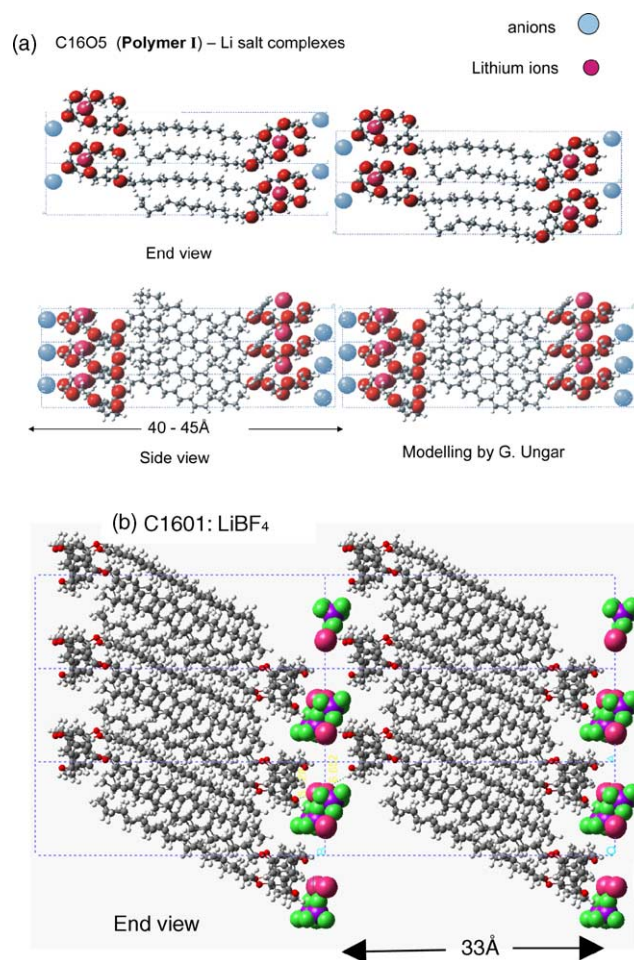 (a) C16O5 (Polymer I) – Li salt complexes
anions
Lithium ions
End view
40 - 45Å
Side view
Modelling by G. Ungar
(b) C16O1: LiBF₄
End view
33Å